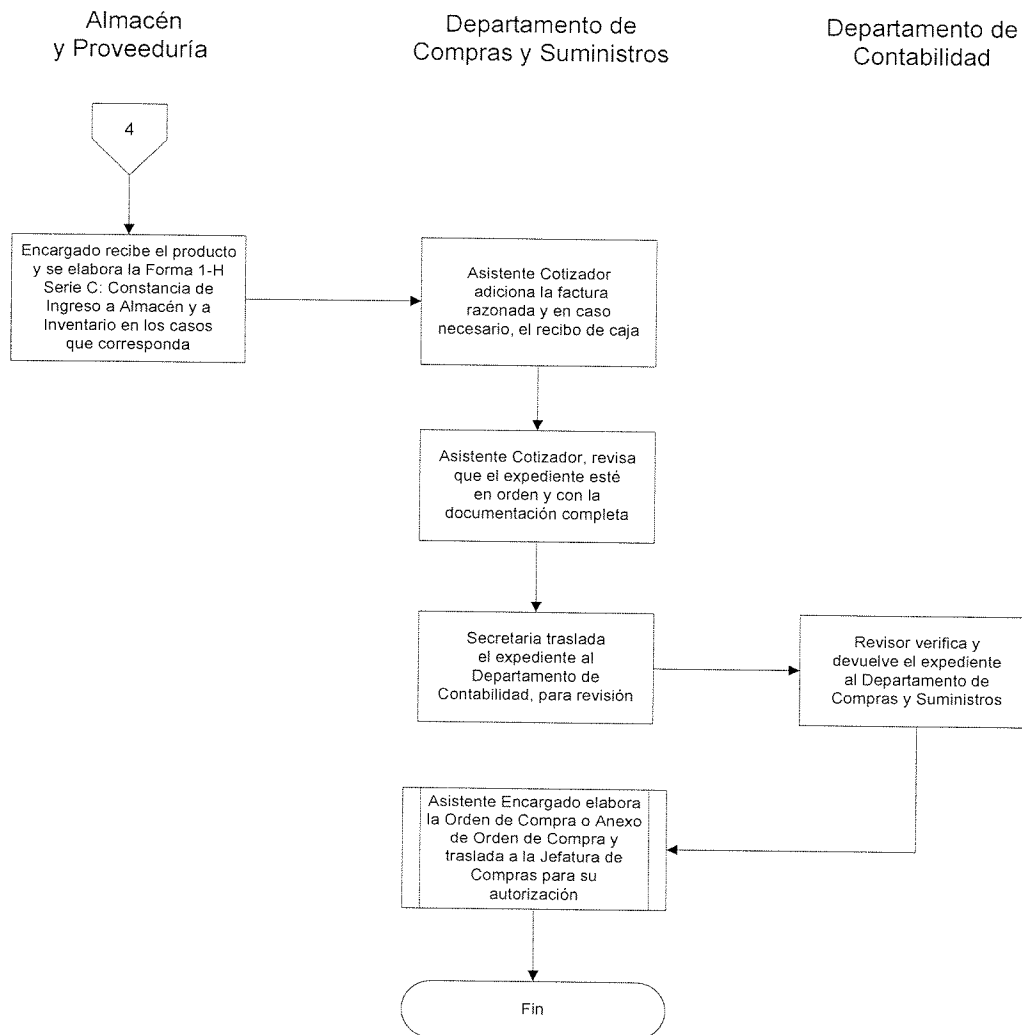 Almacén
y Proveeduría
Departamento de
Compras y Suministros
Departamento de
Contabilidad
4
Encargado recibe el producto
y se elabora la Forma 1-H
Serie C: Constancia de
Ingreso a Almacén y a
Inventario en los casos
que corresponda
Asistente Cotizador
adiciona la factura
razonada y en caso
necesario, el recibo de caja
Asistente Cotizador, revisa
que el expediente esté
en orden y con la
documentación completa
Secretaria traslada
el expediente al
Departamento de
Contabilidad, para revisión
Revisor verifica y
devuelve el expediente
al Departamento de
Compras y Suministros
Asistente Encargado elabora
la Orden de Compra o Anexo
de Orden de Compra y
traslada a la Jefatura de
Compras para su
autorización
Fin